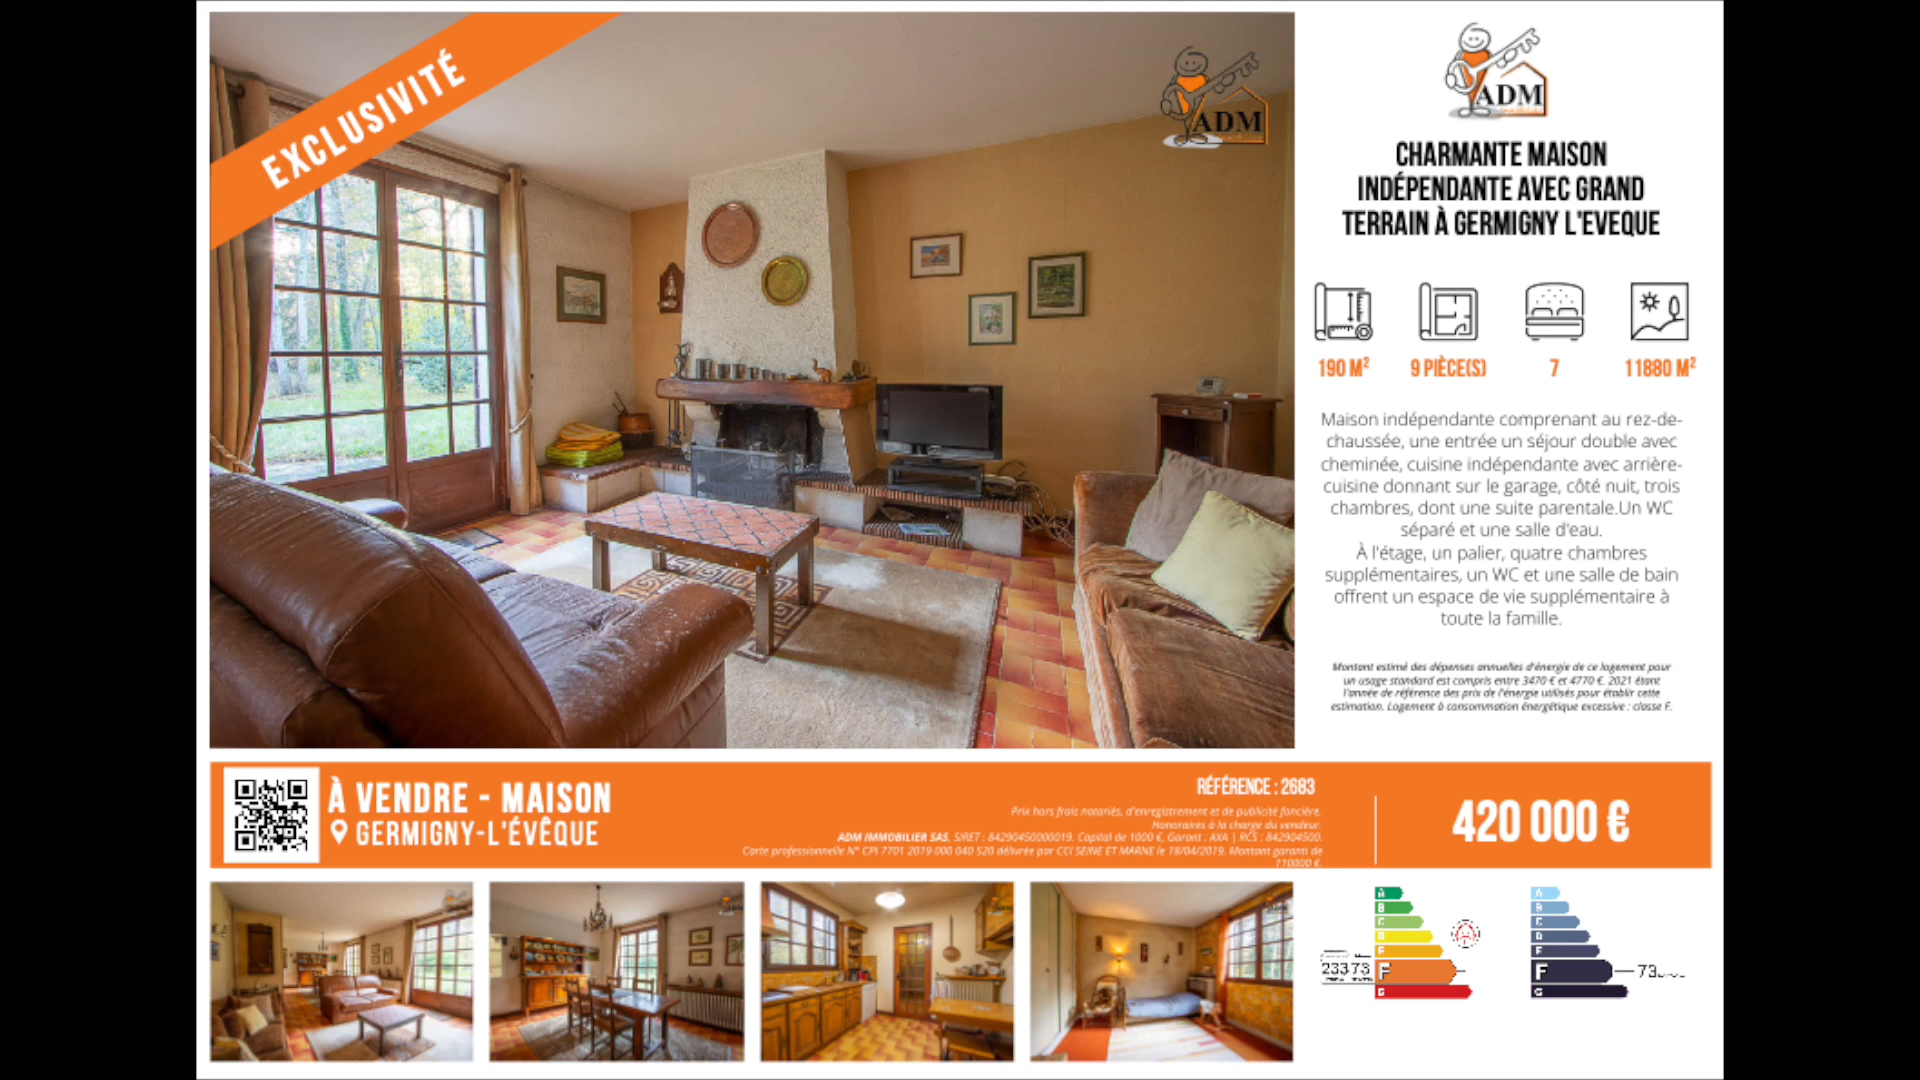 EXCLUSIVITÉ
ADM
ADM
CHARMANTE MAISON
INDÉPENDANTE AVEC GRAND
TERRAIN À GERMIGNY L'EVEQUE
190 M²
9 PIÈCE(S)
7
11880 M²
Maison indépendante comprenant au rez-de-
chaussée, une entrée un séjour double avec
cheminée, cuisine indépendante avec arrière-
cuisine donnant sur le garage, côté nuit, trois
chambres, dont une suite parentale.Un WC
séparé et une salle d'eau.
À l'étage, un palier, quatre chambres
supplémentaires, un WC et une salle de bain
offrent un espace de vie supplémentaire à
toute la famille.
Montant estimé des dépenses annuelles d'énergie de ce logement pour
un usage standard est compris entre 3470 € et 4770 €. 2021 étant
l'année de référence des prix de l'énergie utilisés pour établir cette
estimation. Logement à consommation énergétique excessive : classe F.
À VENDRE - MAISON
GERMIGNY-L'ÉVÊQUE
RÉFÉRENCE : 2683
Prix hors frais notariés, d'enregistrement et de publicité foncière.
Honoraires à la charge du vendeur.
ADM IMMOBILIER SAS, SIRET : 84290450000019, Capital de 1000 €, Garant : AXA | RCS : 842904500,
Carte professionnelle N° CPI 7701 2019 000 040 520 délivrée par CCI SEINE ET MARNE le 18/04/2019, Montant garanti de
110000 €.
420 000 €
A
B
C
D
E
F
G
233 73
A
B
C
D
E
F
G
73